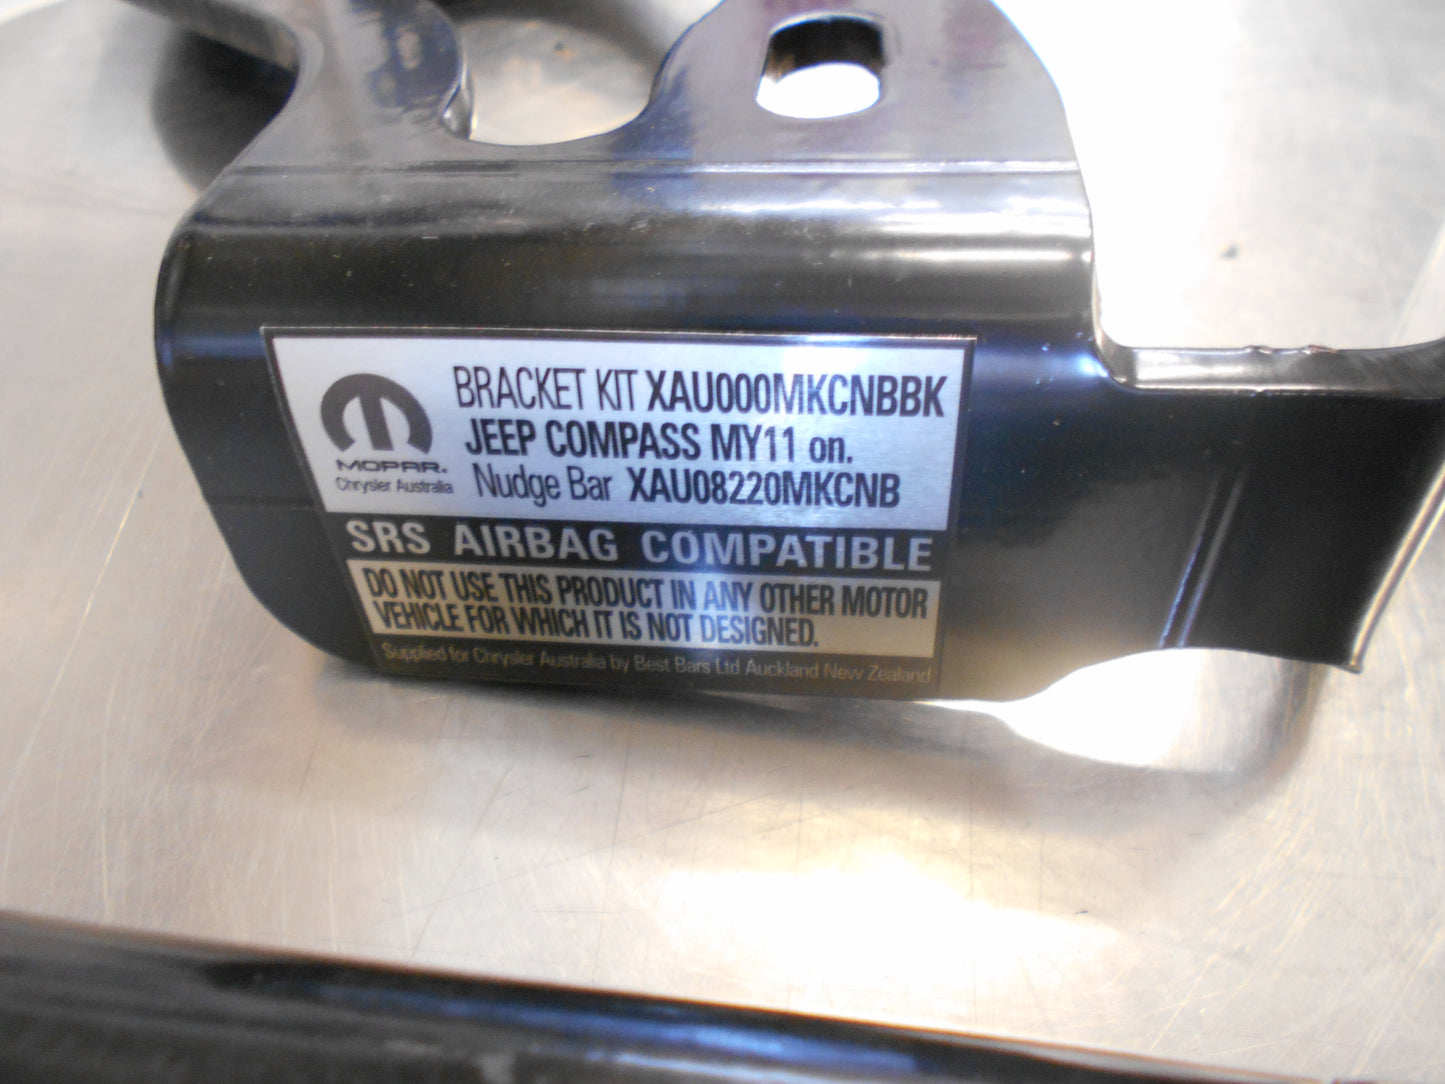 BRACKET KIT XAU000MKCNBBK
JEEP COMPASS MY11 on.
Nudge Bar XAU08220MKCNB
MOPAR.
Chrysler Australia
SRS AIRBAG COMPATIBLE
DO NOT USE THIS PRODUCT IN ANY OTHER MOTOR
VEHICLE FOR WHICH IT IS NOT DESIGNED.
Supplied for Chrysler Australia by Best Bars Ltd Auckland New Zealand